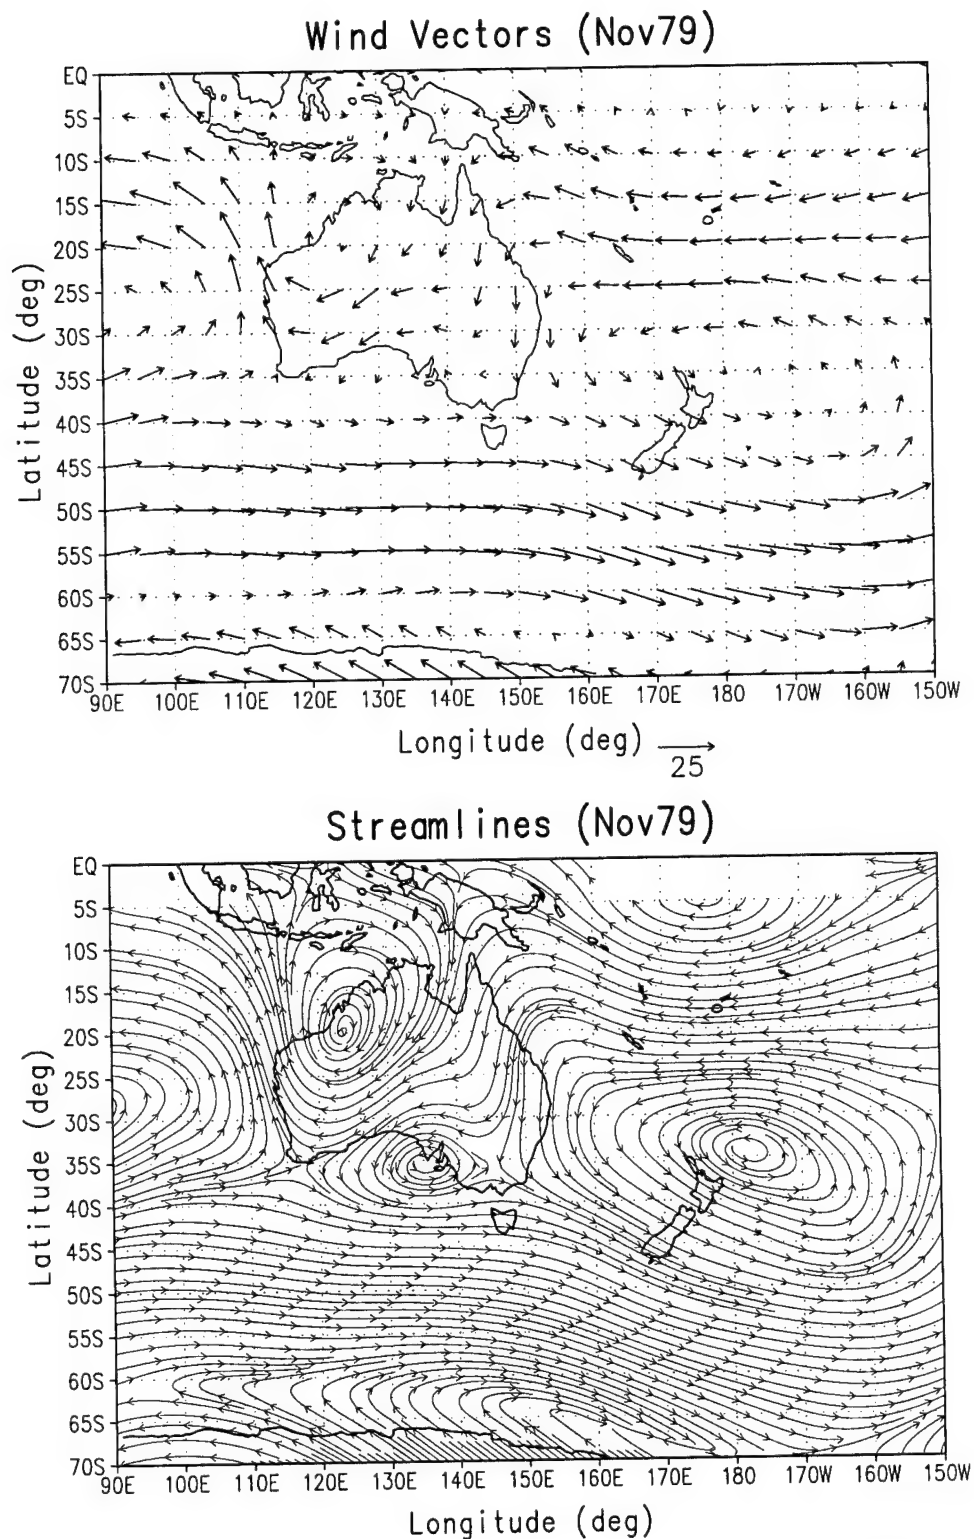 Wind Vectors (Nov79)
EQ
5S
10S
15S
20S
25S
30S
35S
40S
45S
50S
55S
60S
65S
70S
Latitude (deg)
90E 100E 110E 120E 130E 140E 150E 160E 170E 180 170W 160W 150W
Longitude (deg)
25
Streamlines (Nov79)
EQ
5S
10S
15S
20S
25S
30S
35S
40S
45S
50S
55S
60S
65S
70S
Latitude (deg)
90E 100E 110E 120E 130E 140E 150E 160E 170E 180 170W 160W 150W
Longitude (deg)